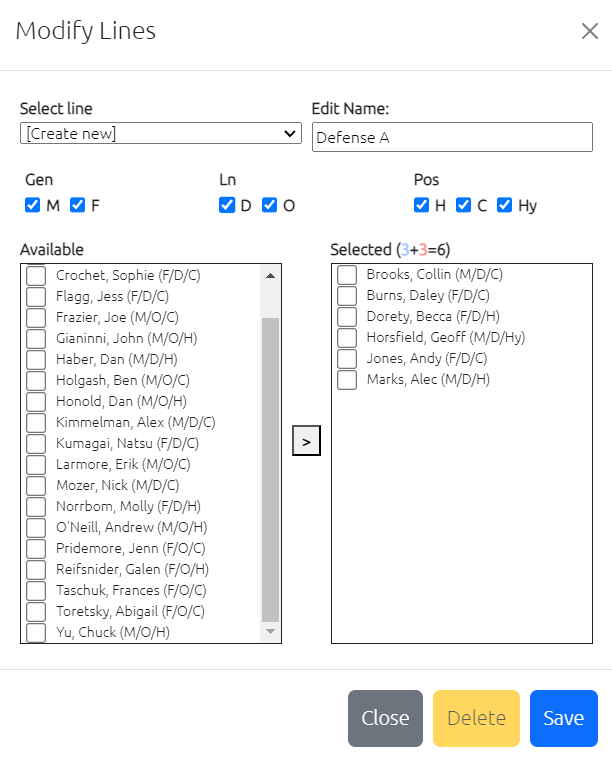 Modify Lines
Select line
[Create new]
Edit Name:
Defense A
Gen
M F
Ln
D O
Pos
H C Hy
Available
Crochet, Sophie (F/D/C)
Flagg, Jess (F/D/C)
Frazier, Joe (M/O/C)
Gianinni, John (M/O/H)
Haber, Dan (M/D/H)
Holgash, Ben (M/O/C)
Honold, Dan (M/O/H)
Kimmelman, Alex (M/D/C)
Kumagai, Natsu (F/D/C)
Larmore, Erik (M/O/C)
Mozer, Nick (M/D/C)
Norrbom, Molly (F/D/H)
O'Neill, Andrew (M/O/H)
Pridemore, Jenn (F/O/C)
Reifsnider, Galen (F/O/H)
Taschuk, Frances (F/O/C)
Toretsky, Abigail (F/O/C)
Yu, Chuck (M/O/H)
>
Selected (3+3=6)
Brooks, Collin (M/D/C)
Burns, Daley (F/D/C)
Dorety, Becca (F/D/H)
Horsfield, Geoff (M/D/Hy)
Jones, Andy (F/D/C)
Marks, Alec (M/D/H)
Close
Delete
Save